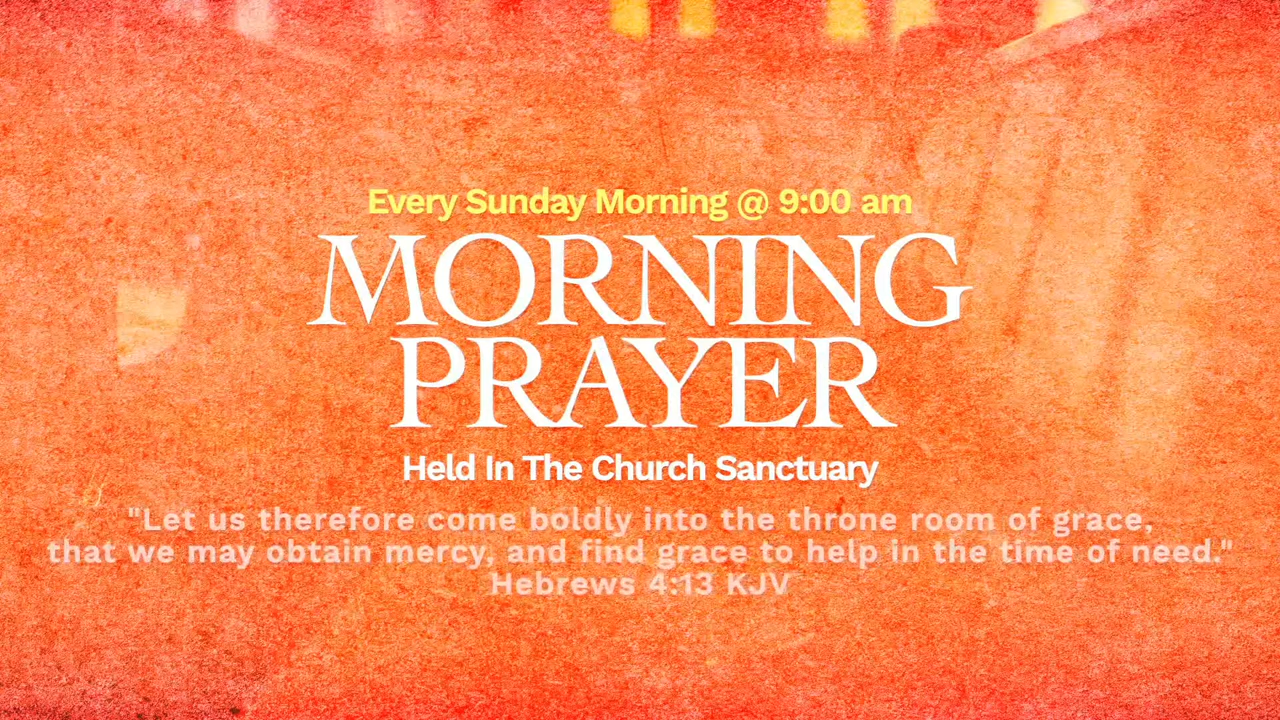 Every Sunday Morning @ 9:00 am
MORNING
PRAYER
Held In The Church Sanctuary
"Let us therefore come boldly into the throne room of grace,
that we may obtain mercy, and find grace to help in the time of need."
Hebrews 4:13 KJV